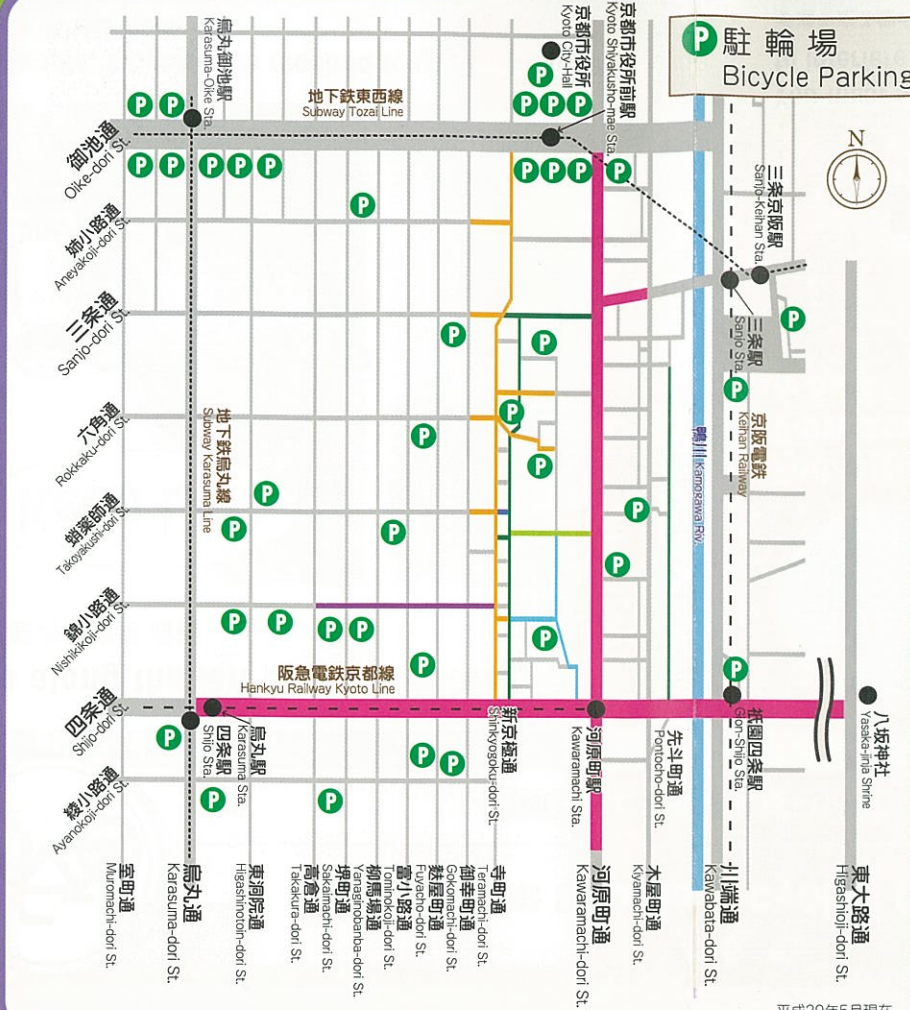 P 駐輪場
Bicycle Parking
N
京都市役所
Kyoto City-Hall
京都市役所前駅
Kyoto Shiyakusho-mae Sta.
烏丸御池駅
Karasuma-Oike Sta.
地下鉄東西線
Subway Tozai Line
三条京阪駅
Sanjo-Keihan Sta.
三条駅
Sanjo Sta.
京阪電鉄
Keihan Railway
鴨川 Kamogawa Riv.
地下鉄烏丸線
Subway Karasuma Line
御池通
Oike-dori St.
姉小路通
Aneyakoji-dori St.
三条通
Sanjo-dori St.
六角通
Rokkaku-dori St.
蛸薬師通
Takoyakushi-dori St.
錦小路通
Nishikikoji-dori St.
四条通
Shijo-dori St.
綾小路通
Ayanokoji-dori St.
阪急電鉄京都線
Hankyu Railway Kyoto Line
烏丸駅
Karasuma Sta.
四条駅
Shijo Sta.
新京極通
Shinkyogoku-dori St.
河原町駅
Kawaramachi Sta.
先斗町通
Pontocho-dori St.
祇園四条駅
Gion-Shijo Sta.
八坂神社
Yasaka-jinja Shrine
室町通
Muromachi-dori St.
烏丸通
Karasuma-dori St.
東洞院通
Higashinotoin-dori St.
高倉通
Takakura-dori St.
堺町通
Sakaimachi-dori St.
柳馬場通
Yanaginobanba-dori St.
富小路通
Tominokoji-dori St.
麩屋町通
Fuyacho-dori St.
御幸町通
Gokomachi-dori St.
寺町通
Teramachi-dori St.
河原町通
Kawaramachi-dori St.
木屋町通
Kiyamachi-dori St.
川端通
Kawabata-dori St.
東大路通
Higashioji-dori St.
平成29年5月現在